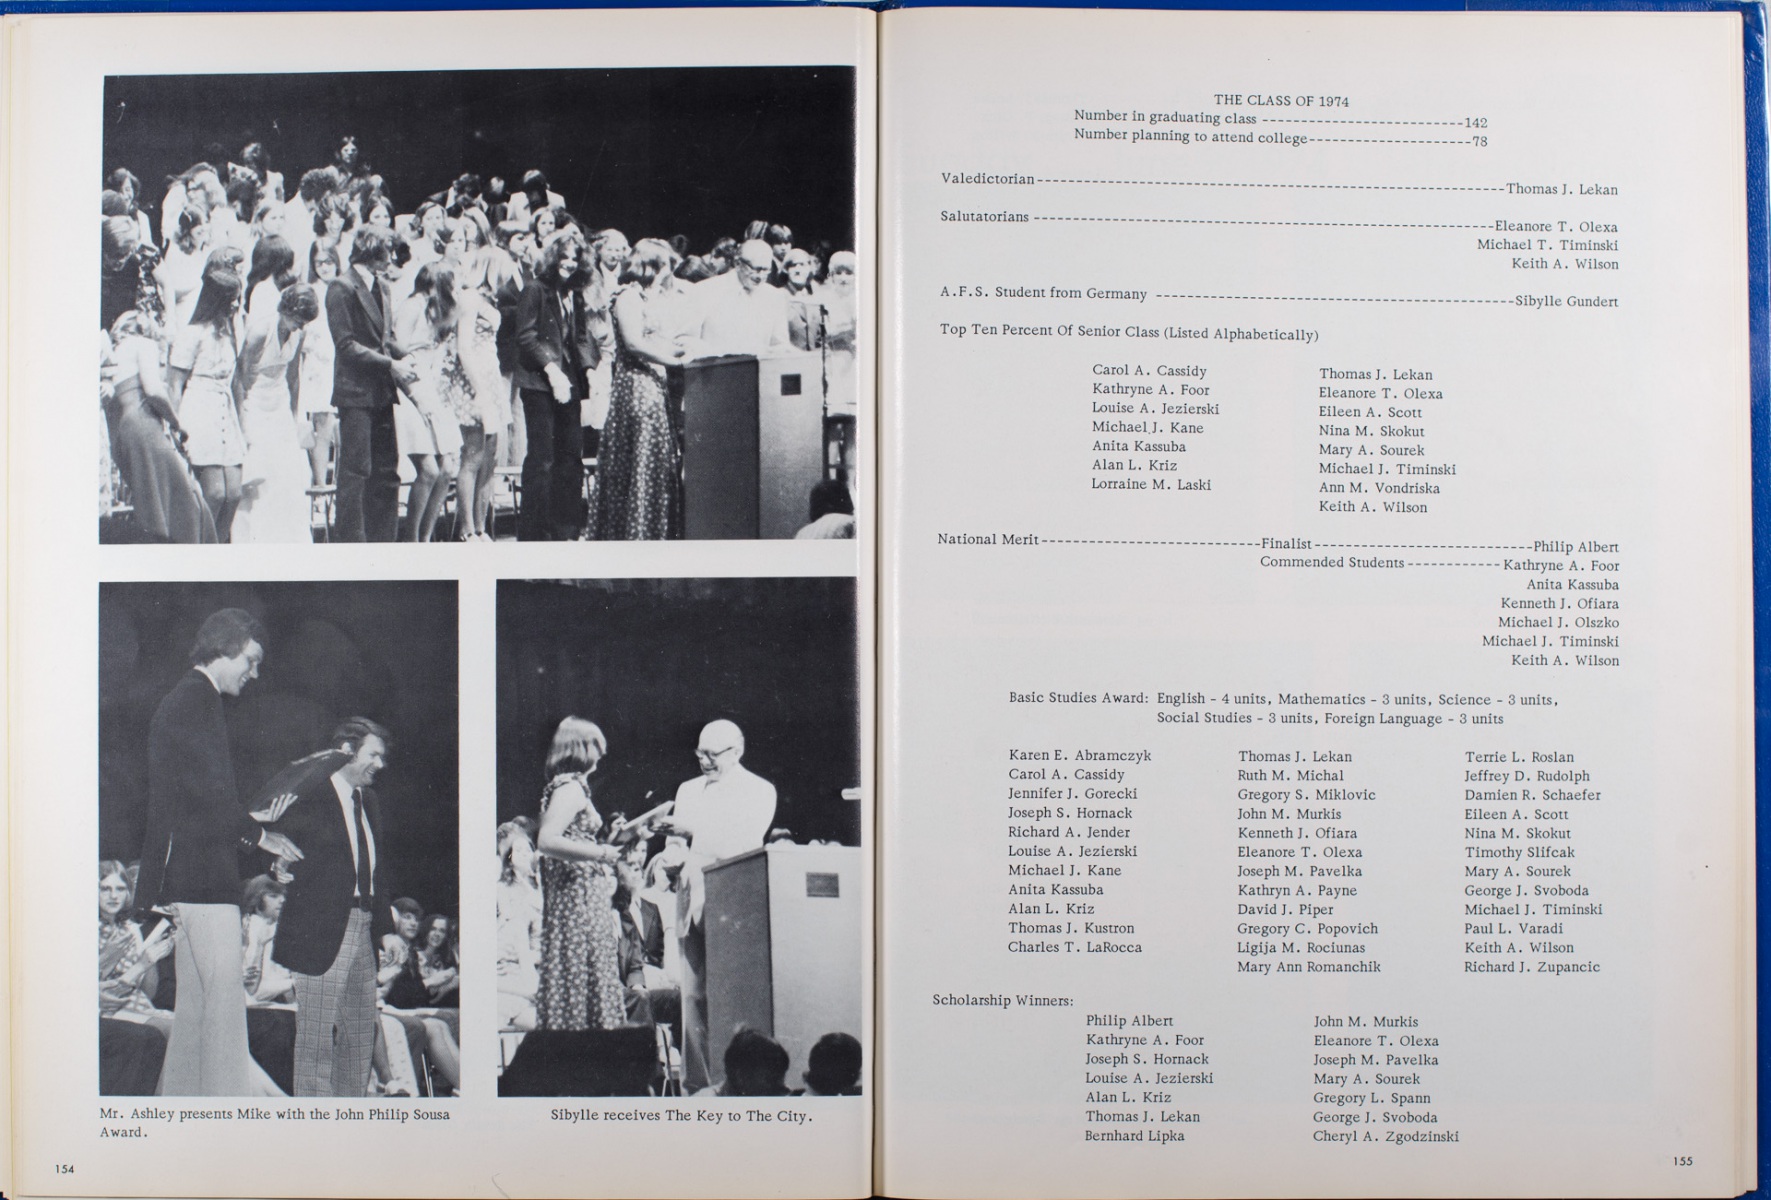 Mr. Ashley presents Mike with the John Philip Sousa
Award.
Sibylle receives The Key to The City.
154
THE CLASS OF 1974
Number in graduating class -------------------------142
Number planning to attend college--------------------78
Valedictorian----------------------------------------------------------Thomas J. Lekan
Salutatorians ---------------------------------------------------------Eleanore T. Olexa
Michael T. Timinski
Keith A. Wilson
A.F.S. Student from Germany --------------------------------------------Sibylle Gundert
Top Ten Percent Of Senior Class (Listed Alphabetically)
Carol A. Cassidy
Kathryne A. Foor
Louise A. Jezierski
Michael J. Kane
Anita Kassuba
Alan L. Kriz
Lorraine M. Laski
Thomas J. Lekan
Eleanore T. Olexa
Eileen A. Scott
Nina M. Skokut
Mary A. Sourek
Michael J. Timinski
Ann M. Vondriska
Keith A. Wilson
National Merit---------------------------Finalist---------------------------Philip Albert
Commended Students ------------Kathryne A. Foor
Anita Kassuba
Kenneth J. Ofiara
Michael J. Olszko
Michael J. Timinski
Keith A. Wilson
Basic Studies Award: English - 4 units, Mathematics - 3 units, Science - 3 units,
Social Studies - 3 units, Foreign Language - 3 units
Karen E. Abramczyk
Carol A. Cassidy
Jennifer J. Gorecki
Joseph S. Hornack
Richard A. Jender
Louise A. Jezierski
Michael J. Kane
Anita Kassuba
Alan L. Kriz
Thomas J. Kustron
Charles T. LaRocca
Thomas J. Lekan
Ruth M. Michal
Gregory S. Miklovic
John M. Murkis
Kenneth J. Ofiara
Eleanore T. Olexa
Joseph M. Pavelka
Kathryn A. Payne
David J. Piper
Gregory C. Popovich
Ligija M. Rociunas
Mary Ann Romanchik
Terrie L. Roslan
Jeffrey D. Rudolph
Damien R. Schaefer
Eileen A. Scott
Nina M. Skokut
Timothy Slifcak
Mary A. Sourek
George J. Svoboda
Michael J. Timinski
Paul L. Varadi
Keith A. Wilson
Richard J. Zupancic
Scholarship Winners:
Philip Albert
Kathryne A. Foor
Joseph S. Hornack
Louise A. Jezierski
Alan L. Kriz
Thomas J. Lekan
Bernhard Lipka
John M. Murkis
Eleanore T. Olexa
Joseph M. Pavelka
Mary A. Sourek
Gregory L. Spann
George J. Svoboda
Cheryl A. Zgodzinski
155